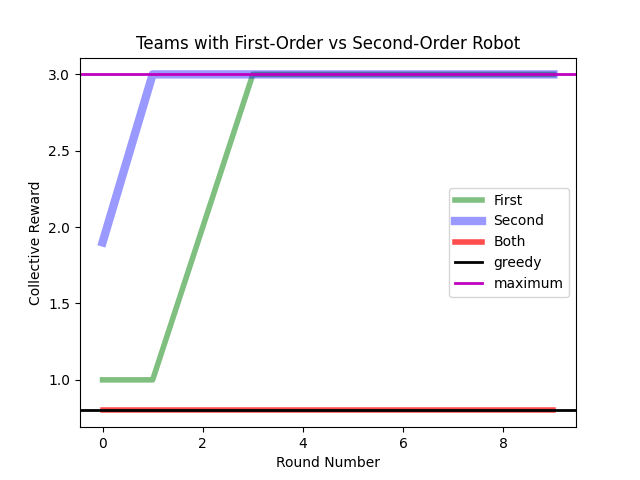 Teams with First-Order vs Second-Order Robot
Collective Reward
3.0
2.5
2.0
1.5
1.0
First
Second
Both
greedy
maximum
0 2 4 6 8
Round Number